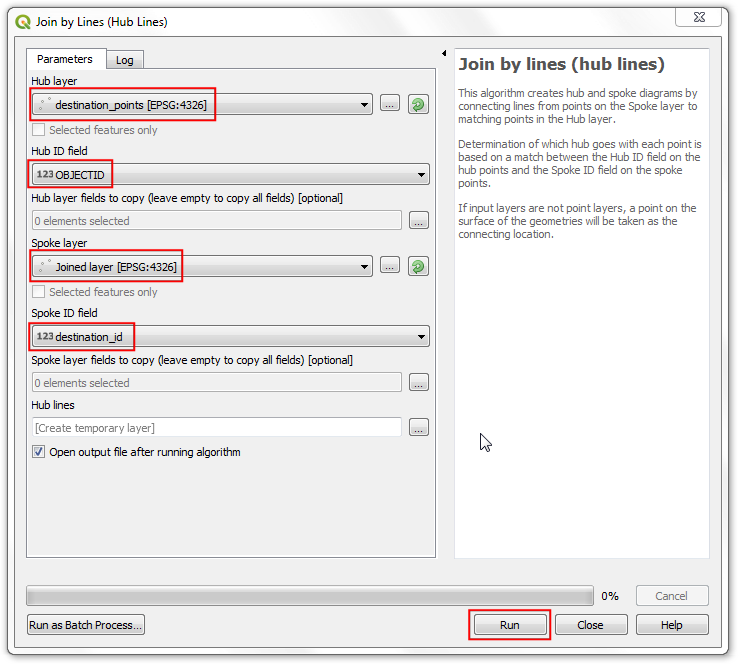 Join by Lines (Hub Lines)
Parameters
Log
Hub layer
destination_points [EPSG:4326]
...
Selected features only
Hub ID field
123 OBJECTID
Hub layer fields to copy (leave empty to copy all fields) [optional]
0 elements selected
...
Spoke layer
Joined layer [EPSG:4326]
...
Selected features only
Spoke ID field
123 destination_id
Spoke layer fields to copy (leave empty to copy all fields) [optional]
0 elements selected
...
Hub lines
[Create temporary layer]
...
Open output file after running algorithm
Join by lines (hub lines)
This algorithm creates hub and spoke diagrams by
connecting lines from points on the Spoke layer to
matching points in the Hub layer.
Determination of which hub goes with each point is
based on a match between the Hub ID field on the
hub points and the Spoke ID field on the spoke
points.
If input layers are not point layers, a point on the
surface of the geometries will be taken as the
connecting location.
0%
Cancel
Run as Batch Process...
Run
Close
Help